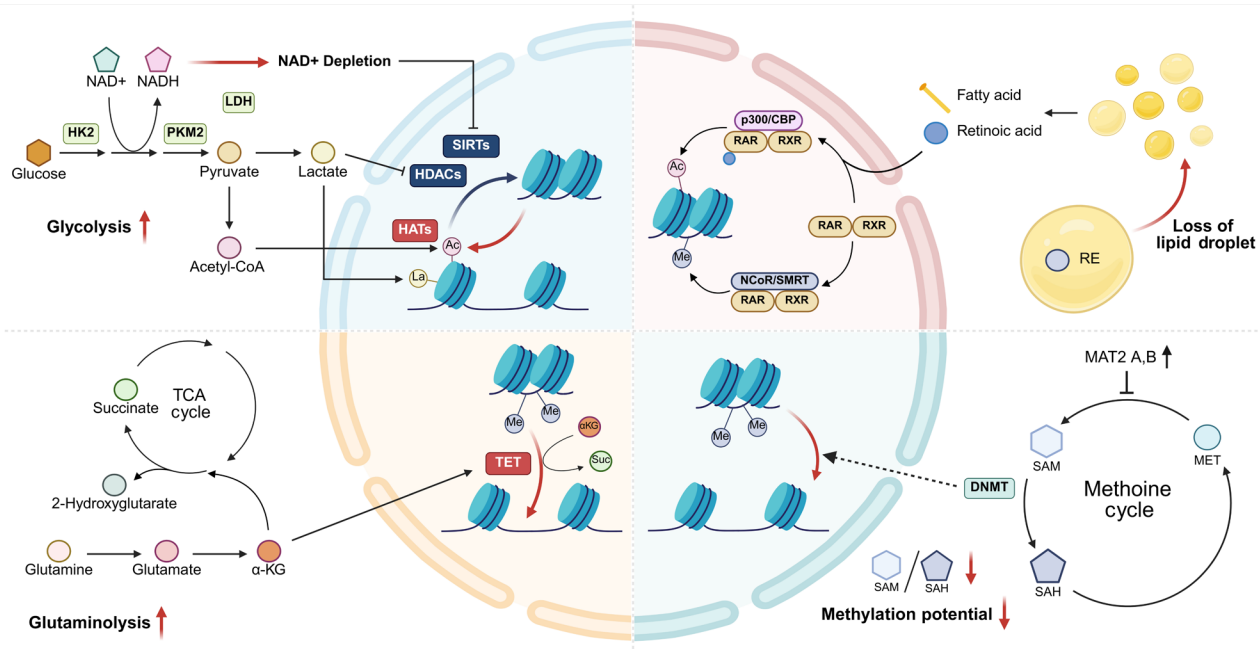 NAD+
NADH
NAD+ Depletion
LDH
HK2
PKM2
Glucose
Pyruvate
Lactate
SIRTs
HDACs
Glycolysis
HATs
Acetyl-CoA
Ac
La
p300/CBP
RAR
RXR
Ac
Me
RAR
RXR
NCoR/SMRT
RAR
RXR
Fatty acid
Retinoic acid
RE
Loss of
lipid droplet
Succinate
TCA
cycle
2-Hydroxyglutarate
Glutamine
Glutamate
α-KG
Glutaminolysis
Me
Me
αKG
TET
Suc
Me
Me
DNMT
MAT2 A,B
SAM
MET
Methoine
cycle
SAH
SAM
/
SAH
Methylation potential